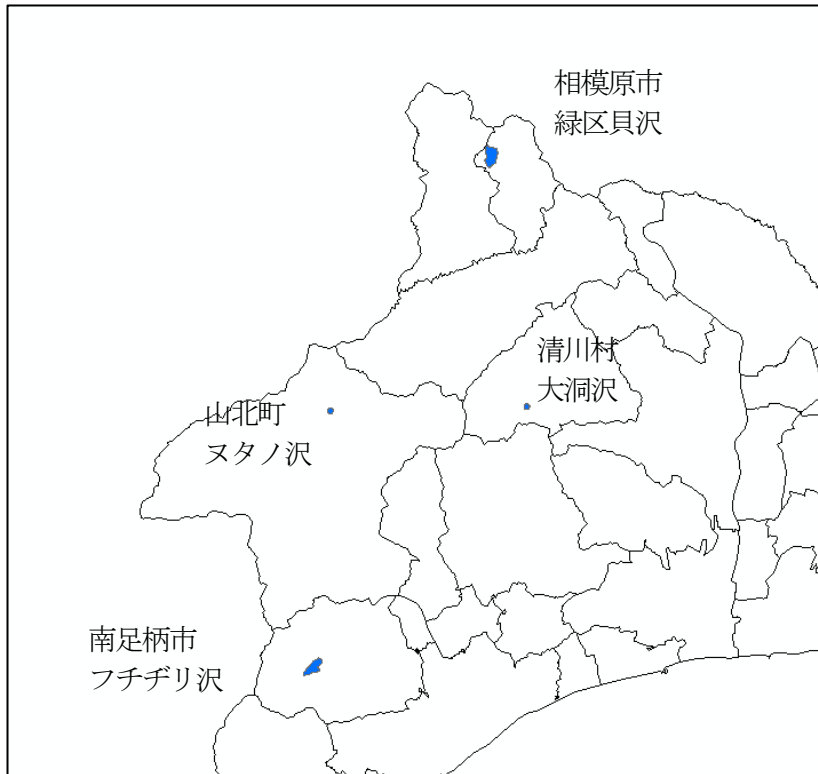 相模原市
緑区貝沢
清川村
大洞沢
山北町
ヌタノ沢
南足柄市
フチヂリ沢